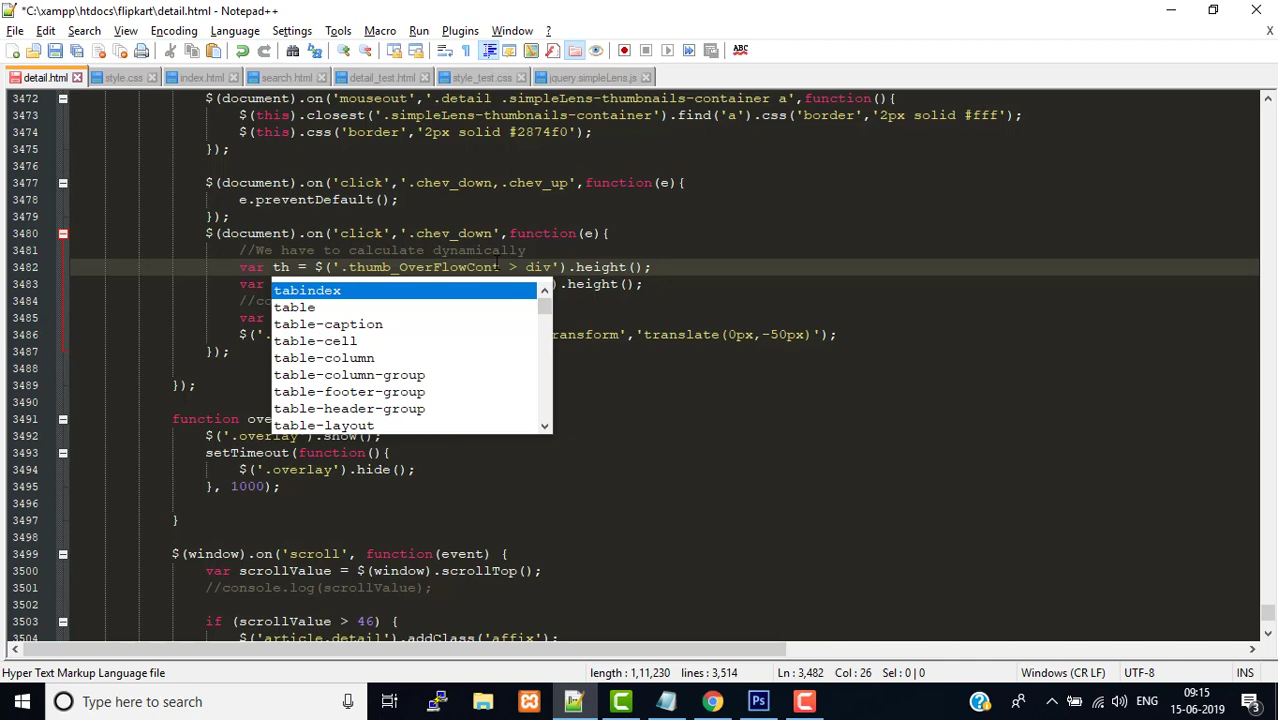 *C:\xampp\htdocs\flipkart\detail.html - Notepad++
File Edit Search View Encoding Language Settings Tools Macro Run Plugins Window ?
X
ABC
detail.html style.css index.html search.html detail_test.html style_test.css jquery simpleLens.js
3472 $(document).on('mouseout','.detail .simpleLens-thumbnails-container a',function(){
3473 $(this).closest('.simpleLens-thumbnails-container').find('a').css('border','2px solid #fff');
3474 $(this).css('border','2px solid #2874f0');
3475 });
3476
3477 $(document).on('click','.chev_down,.chev_up',function(e){
3478 e.preventDefault();
3479 });
3480 $(document).on('click','.chev_down',function(e){
3481 //We have to calculate dynamically
3482 var th = $('.thumb_OverFlowCont > div').height();
3483 var ).height();
3484 //co
3485 var
3486 $('. ransform','translate(0px,-50px)');
3487 });
3488
3489 });
3490
3491 function ove
3492 $('.overlay').show();
3493 setTimeout(function(){
3494 $('.overlay').hide();
3495 }, 1000);
3496
3497 }
3498
3499 $(window).on('scroll', function(event) {
3500 var scrollValue = $(window).scrollTop();
3501 //console.log(scrollValue);
3502
3503 if (scrollValue > 46) {
3504 $('article.detail').addClass('affix');
tabindex
table
table-caption
table-cell
table-column
table-column-group
table-footer-group
table-header-group
table-layout
Hyper Text Markup Language file length : 1,11,230 lines : 3,514 Ln : 3,482 Col : 26 Sel : 0 | 0 Windows (CR LF) UTF-8 INS
Type here to search ENG 09:15
15-06-2019